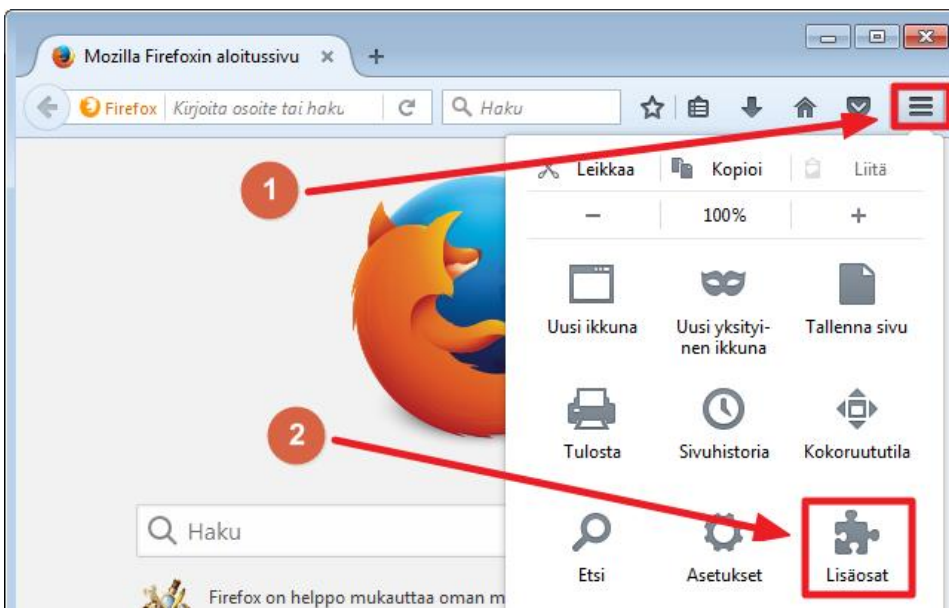 Mozilla Firefoxin aloitussivu
Firefox Kirjoita osoite tai haku
Haku
1
Leikkaa Kopioi Liitä
100%
Uusi ikkuna Uusi yksityi- Tallenna sivu
nen ikkuna
2
Tulosta Sivuhistoria Kokoruututila
Haku
Etsi Asetukset Lisäosat
Firefox on helppo mukauttaa oman m